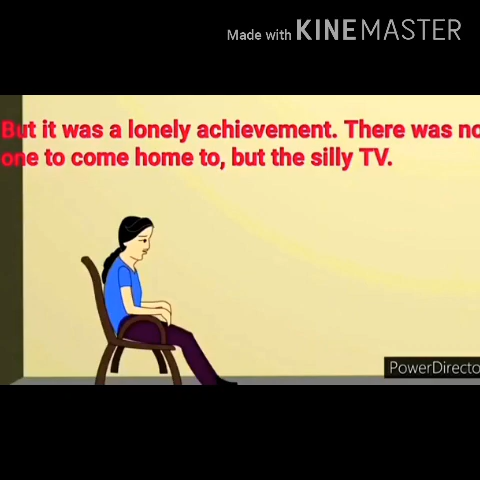 Made with KINEMASTER
But it was a lonely achievement. There was no
one to come home to, but the silly TV.
PowerDirecto